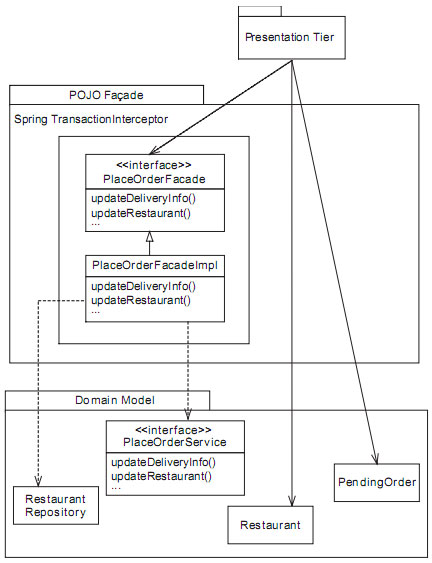 Presentation Tier
POJO Façade
Spring TransactionInterceptor
<<interface>>
PlaceOrderFacade
updateDeliveryInfo()
updateRestaurant()
...
PlaceOrderFacadeImpl
updateDeliveryInfo()
updateRestaurant()
...
Domain Model
<<interface>>
PlaceOrderService
updateDeliveryInfo()
updateRestaurant()
...
Restaurant
Repository
Restaurant
PendingOrder